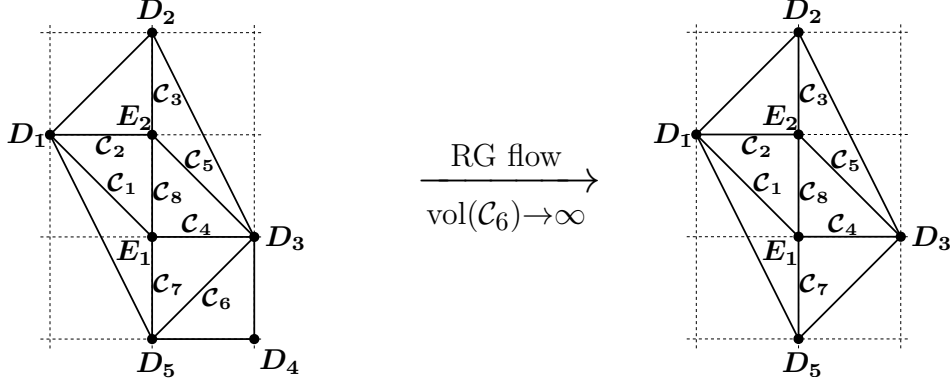 D₂
D₂
C₃
C₃
E₂
E₂
D₁
D₁
C₂
C₅
C₂
C₅
RG flow
C₁
C₈
C₁
C₈
vol(C₆)→∞
C₄
C₄
D₃
D₃
E₁
E₁
C₇
C₆
C₇
D₅
D₄
D₅